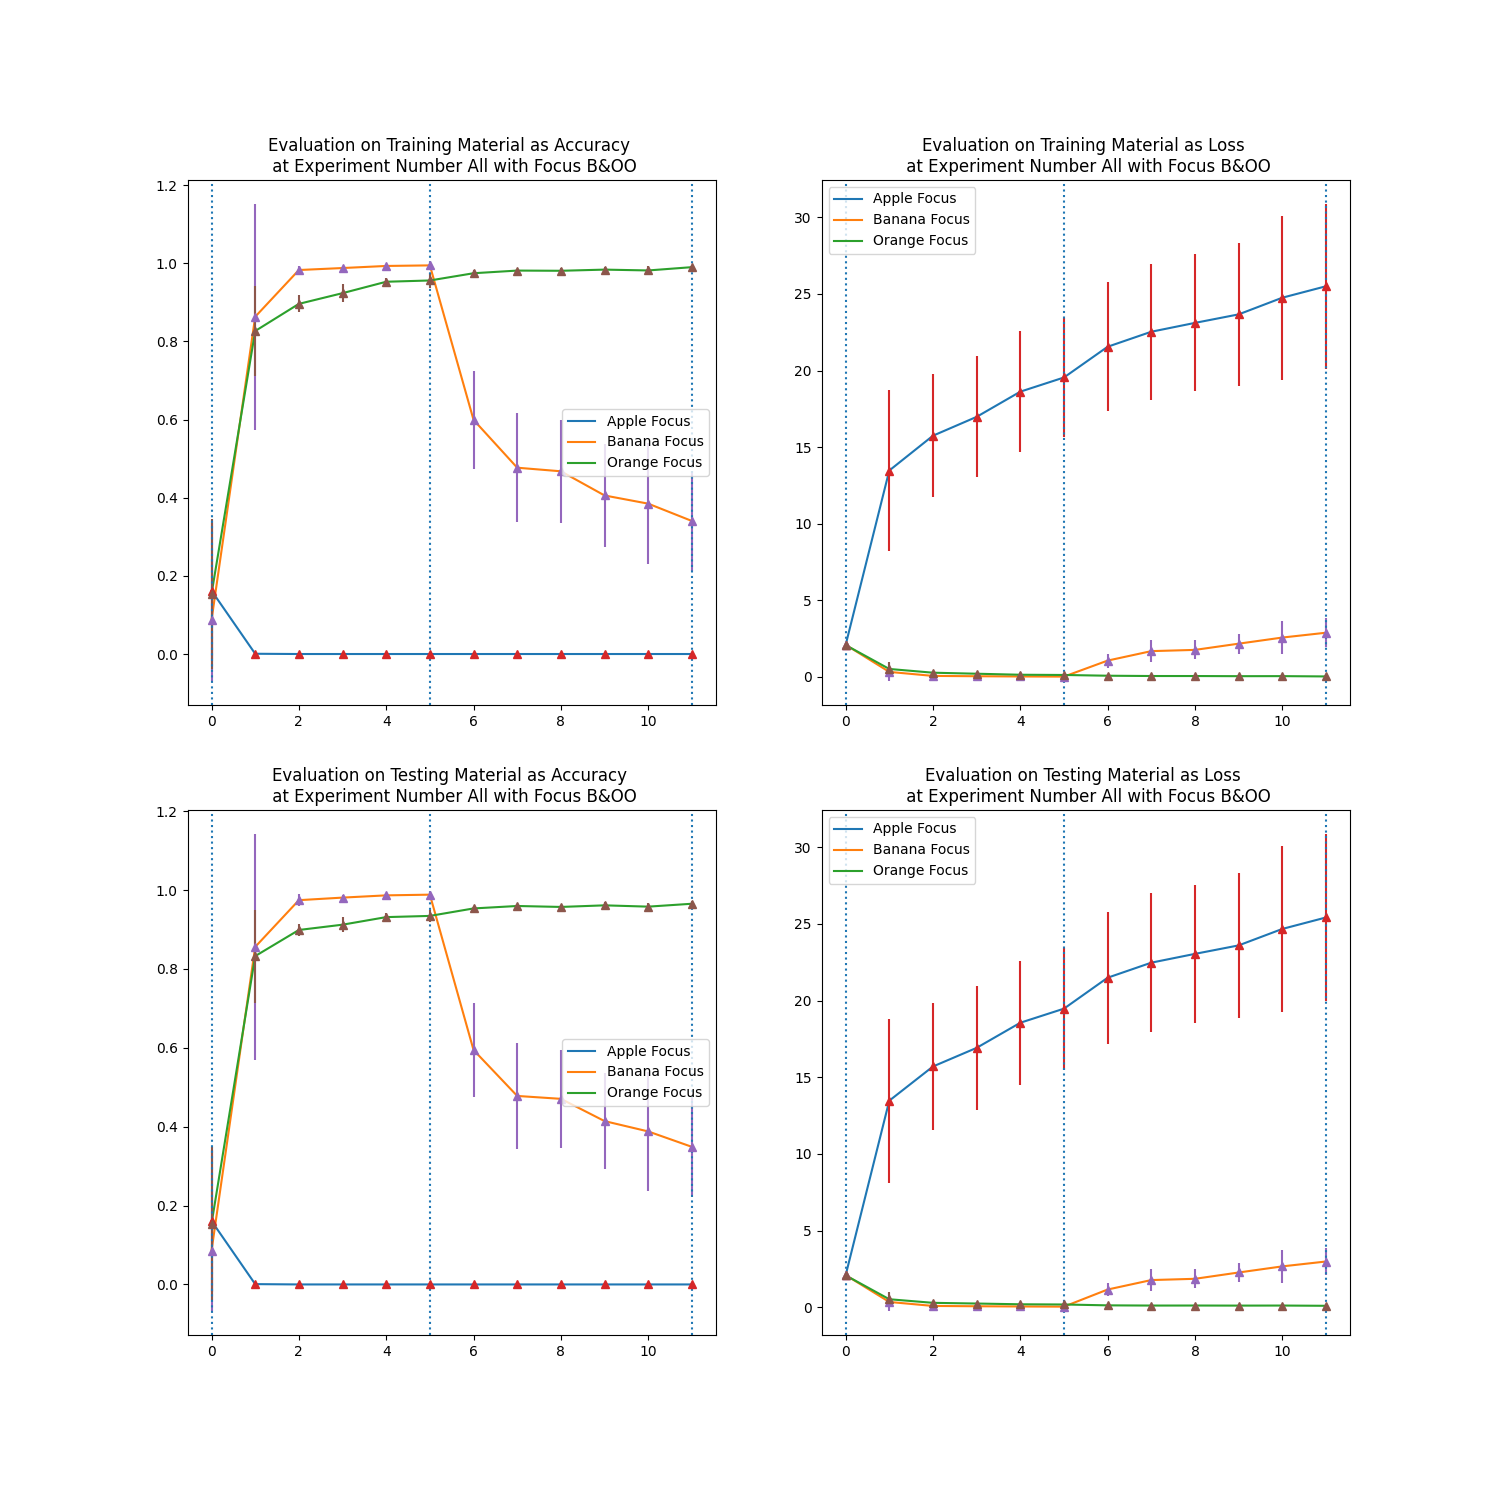 Evaluation on Training Material as Accuracy
at Experiment Number All with Focus B&OO
1.2
1.0
0.8
0.6
0.4
0.2
0.0
0 2 4 6 8 10
Apple Focus
Banana Focus
Orange Focus
Evaluation on Training Material as Loss
at Experiment Number All with Focus B&OO
Apple Focus
Banana Focus
Orange Focus
30
25
20
15
10
5
0
0 2 4 6 8 10
Evaluation on Testing Material as Accuracy
at Experiment Number All with Focus B&OO
1.2
1.0
0.8
0.6
0.4
0.2
0.0
0 2 4 6 8 10
Apple Focus
Banana Focus
Orange Focus
Evaluation on Testing Material as Loss
at Experiment Number All with Focus B&OO
Apple Focus
Banana Focus
Orange Focus
30
25
20
15
10
5
0
0 2 4 6 8 10